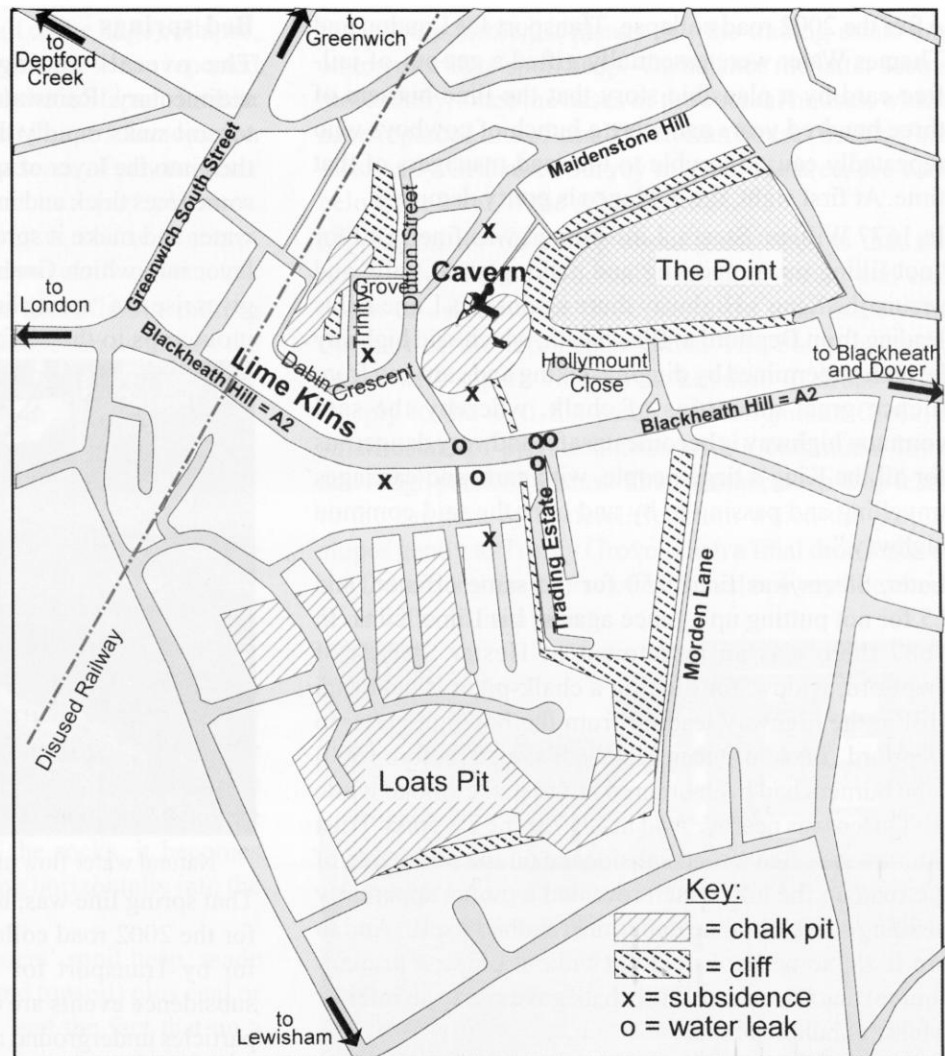 to
Deptford
Creek
to
Greenwich
Greenwich South Street
Maidenstone Hill
Ditton Street
Cavern
The Point
Trinity
Grove
to
London
Blackheath Hill = A2
Lime Kilns
Dabin Crescent
x
x
x
x
x
Hollymount
Close
to Blackheath
and Dover
Blackheath Hill = A2
o
o
o
o
o
Trading Estate
Morden Lane
Disused Railway
Loats Pit
to
Lewisham
Key:
= chalk pit
= cliff
x = subsidence
o = water leak